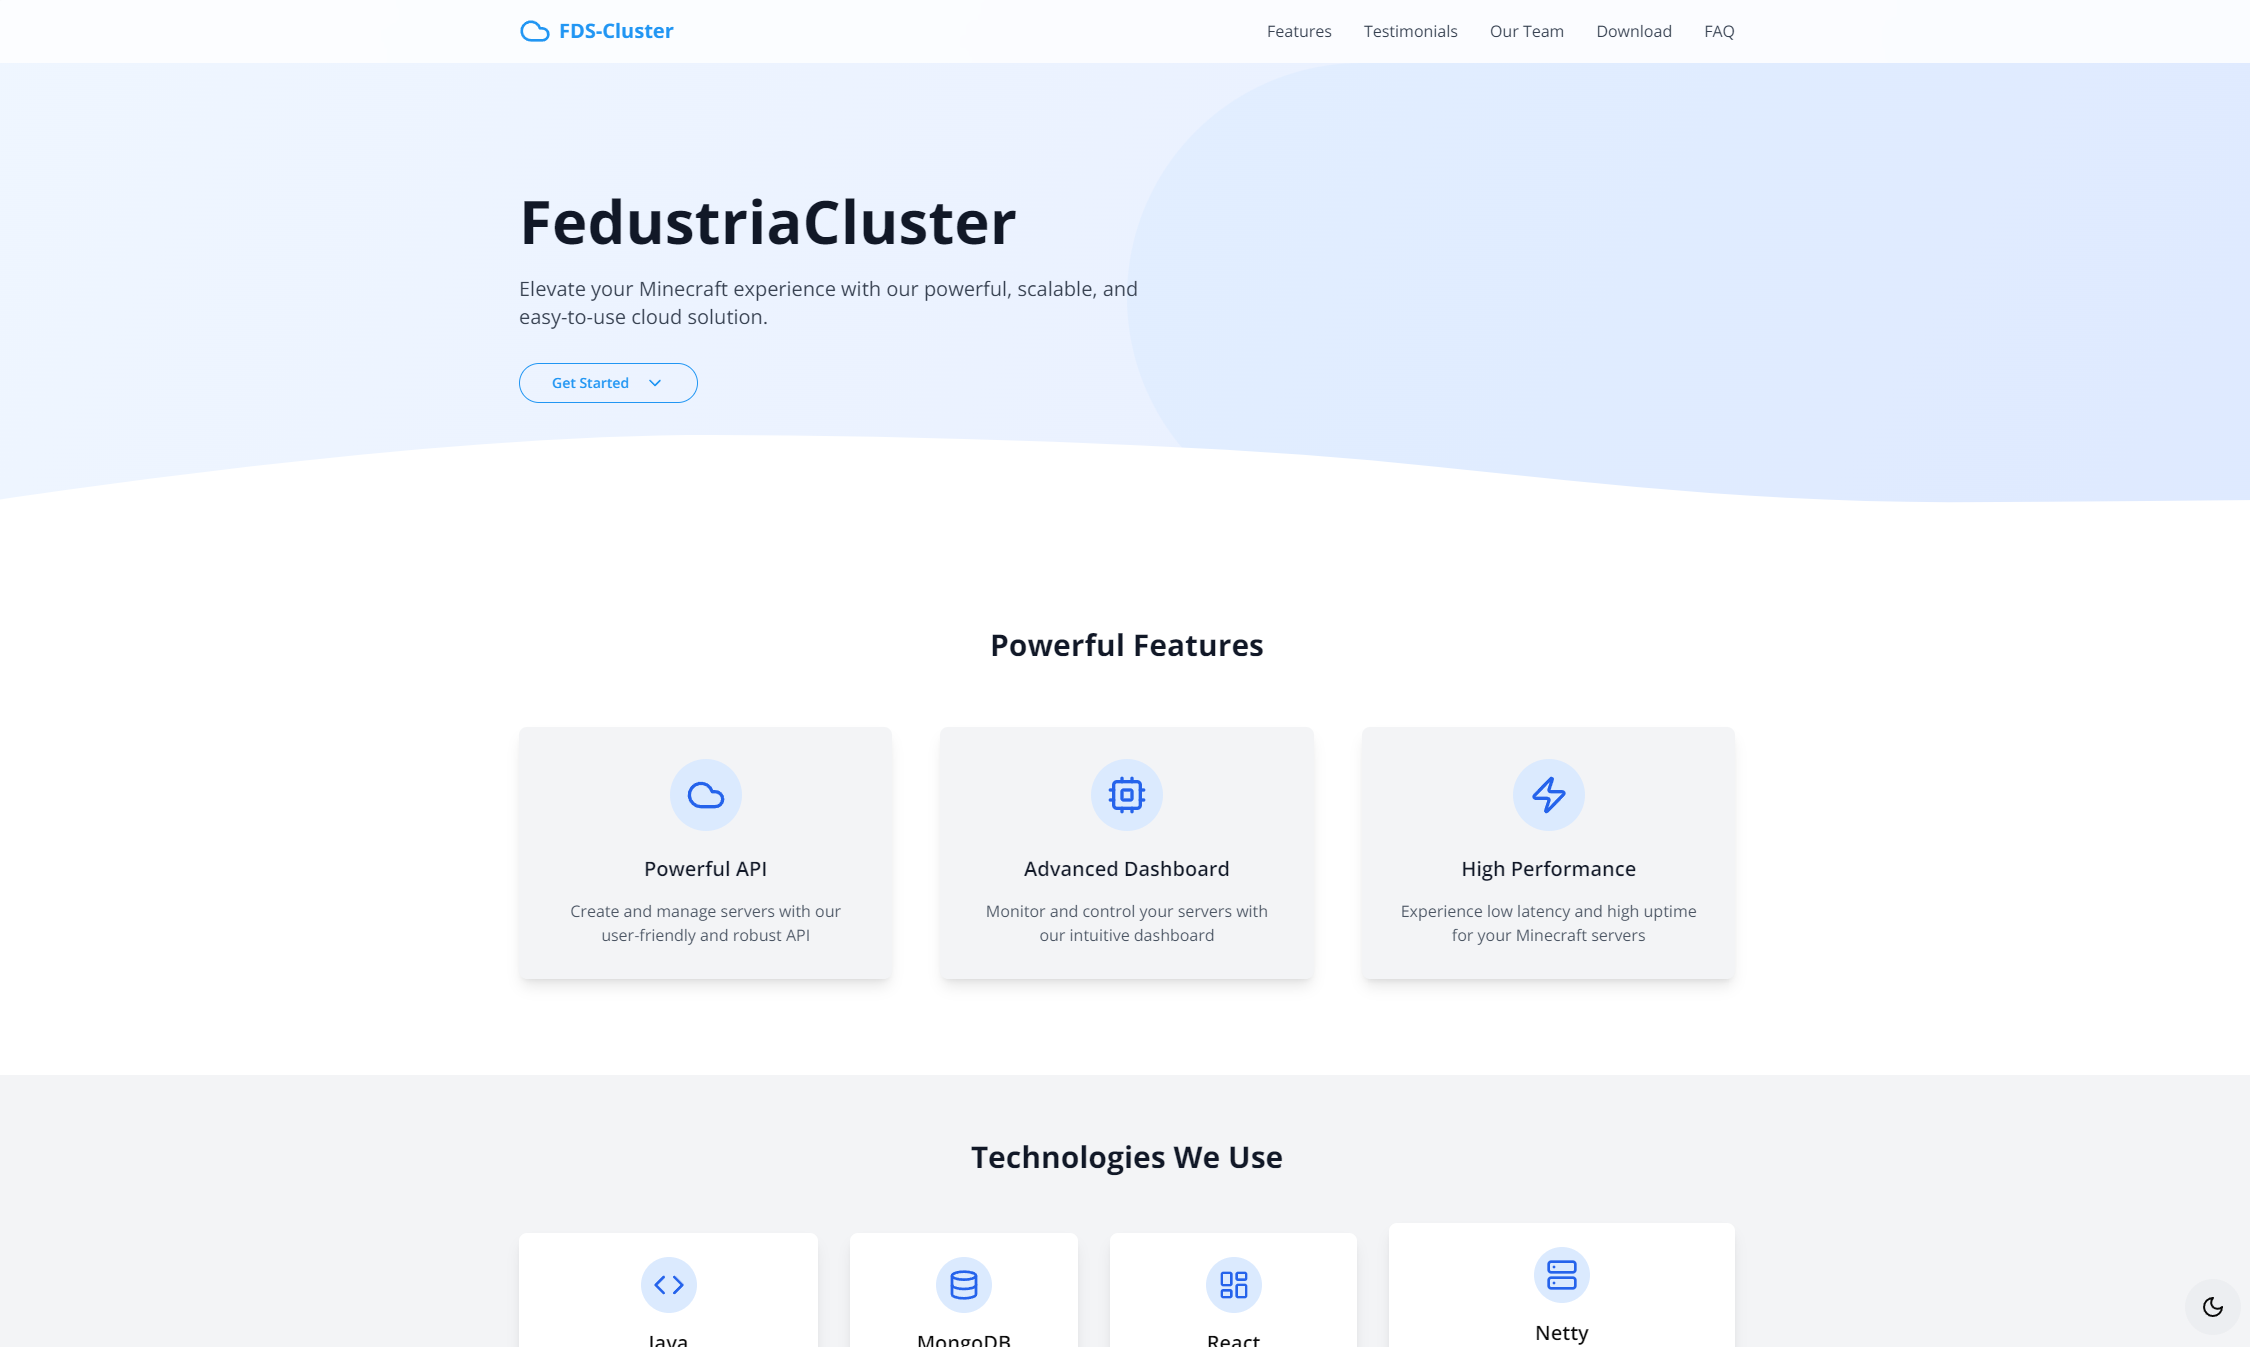 FDS-Cluster
Features
Testimonials
Our Team
Download
FAQ
FedustriaCluster
Elevate your Minecraft experience with our powerful, scalable, and
easy-to-use cloud solution.
Get Started
Powerful Features
Powerful API
Create and manage servers with our
user-friendly and robust API
Advanced Dashboard
Monitor and control your servers with
our intuitive dashboard
High Performance
Experience low latency and high uptime
for your Minecraft servers
Technologies We Use
Java
MongoDB
React
Netty